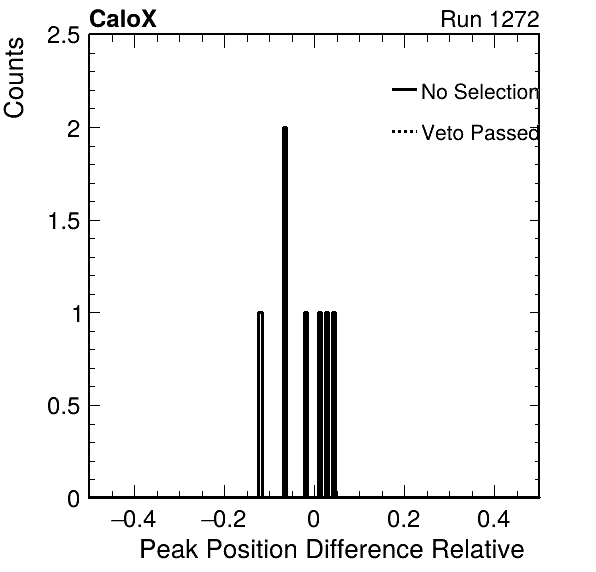 CaloX
Run 1272
Counts
2.5
2
1.5
1
0.5
0
No Selection
Veto Passed
−0.4
−0.2
0
0.2
0.4
Peak Position Difference Relative